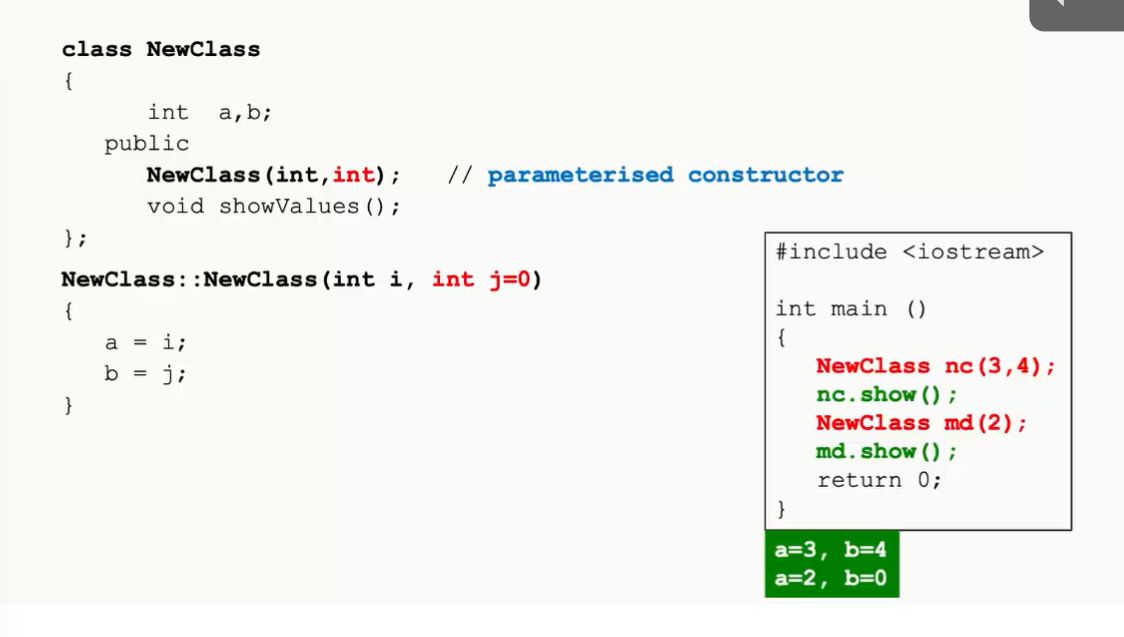 class NewClass
{
int a,b;
public
NewClass(int,int); // parameterised constructor
void showValues();
};
NewClass::NewClass(int i, int j=0)
{
a = i;
b = j;
}
#include <iostream>
int main ()
{
NewClass nc(3,4);
nc.show();
NewClass md(2);
md.show();
return 0;
}
a=3, b=4
a=2, b=0